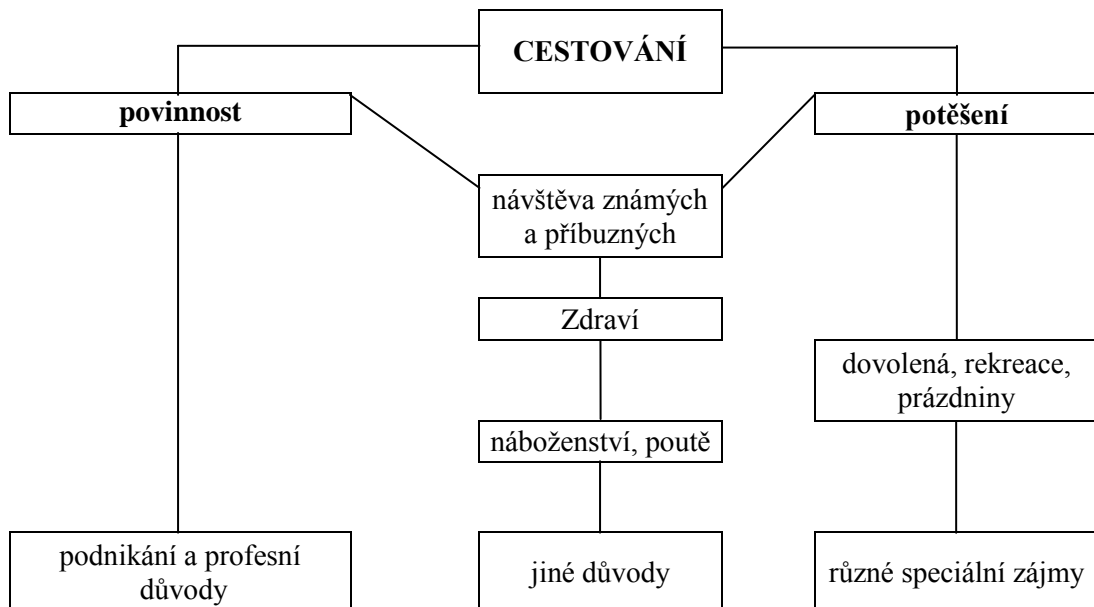 CESTOVÁNÍ
povinnost
potěšení
návštěva známých
a příbuzných
Zdraví
dovolená, rekreace,
prázdniny
náboženství, poutě
podnikání a profesní
důvody
jiné důvody
různé speciální zájmy